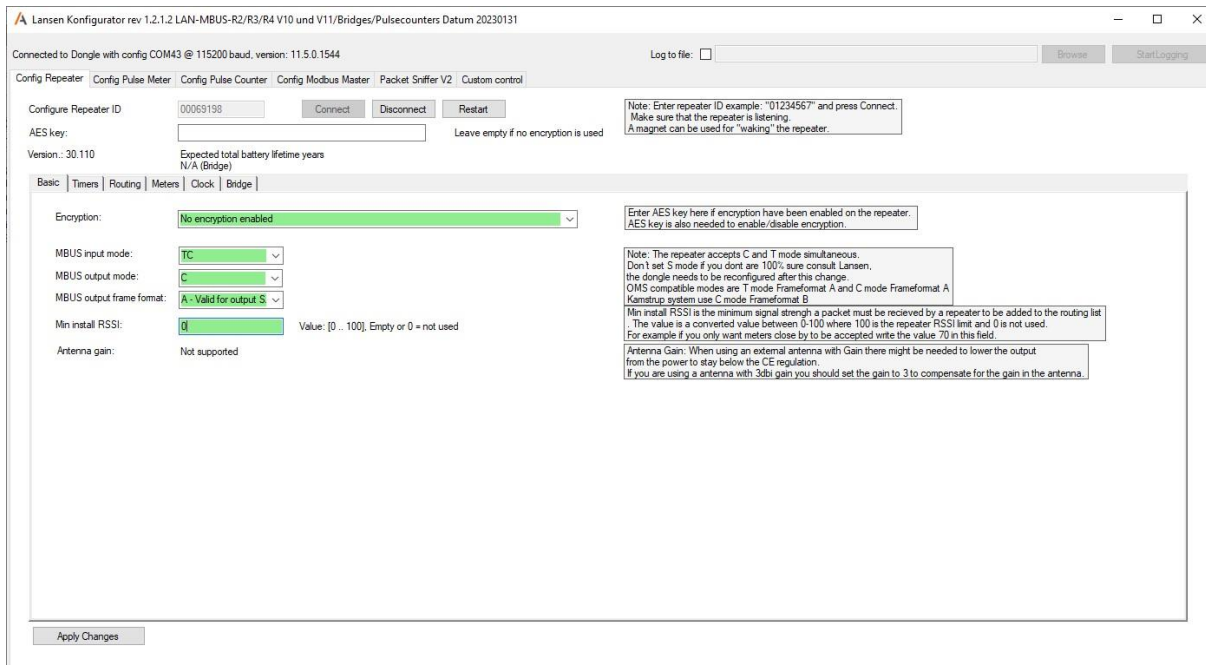 Lansen Konfigurator rev 1.2.1.2 LAN-MBUS-R2/R3/R4 V10 und V11/Bridges/Pulsecounters Datum 20230131
Connected to Dongle with config COM43 @ 115200 baud, version: 11.5.0.1544
Log to file:
Browse
StartLogging
Config Repeater
Config Pulse Meter
Config Pulse Counter
Config Modbus Master
Packet Sniffer V2
Custom control
Configure Repeater ID
00069198
Connect
Disconnect
Restart
Note: Enter repeater ID example: "01234567" and press Connect.
Make sure that the repeater is listening.
A magnet can be used for "waking" the repeater.
AES key:
Leave empty if no encryption is used
Version.: 30.110
Expected total battery lifetime years
N/A (Bridge)
Basic
Timers
Routing
Meters
Clock
Bridge
Encryption:
No encryption enabled
Enter AES key here if encryption have been enabled on the repeater.
AES key is also needed to enable/disable encryption.
MBUS input mode:
TC
MBUS output mode:
C
MBUS output frame format:
A - Valid for output S.
Note: The repeater accepts C and T mode simultaneous.
Don't set S mode if you dont are 100% sure consult Lansen,
the dongle needs to be reconfigured after this change.
OMS compatible modes are T mode Frameformat A and C mode Frameformat A
Kamstrup system use C mode Frameformat B
Min install RSSI:
0
Value: [0 .. 100], Empty or 0 = not used
Min install RSSI is the minimum signal strengh a packet must be recieved by a repeater to be added to the routing list
. The value is a converted value between 0-100 where 100 is the repeater RSSI limit and 0 is not used.
For example if you only want meters close by to be accepted write the value 70 in this field.
Antenna gain:
Not supported
Antenna Gain: When using an external antenna with Gain there might be needed to lower the output
from the power to stay below the CE regulation.
If you are using a antenna with 3dbi gain you should set the gain to 3 to compensate for the gain in the antenna.
Apply Changes